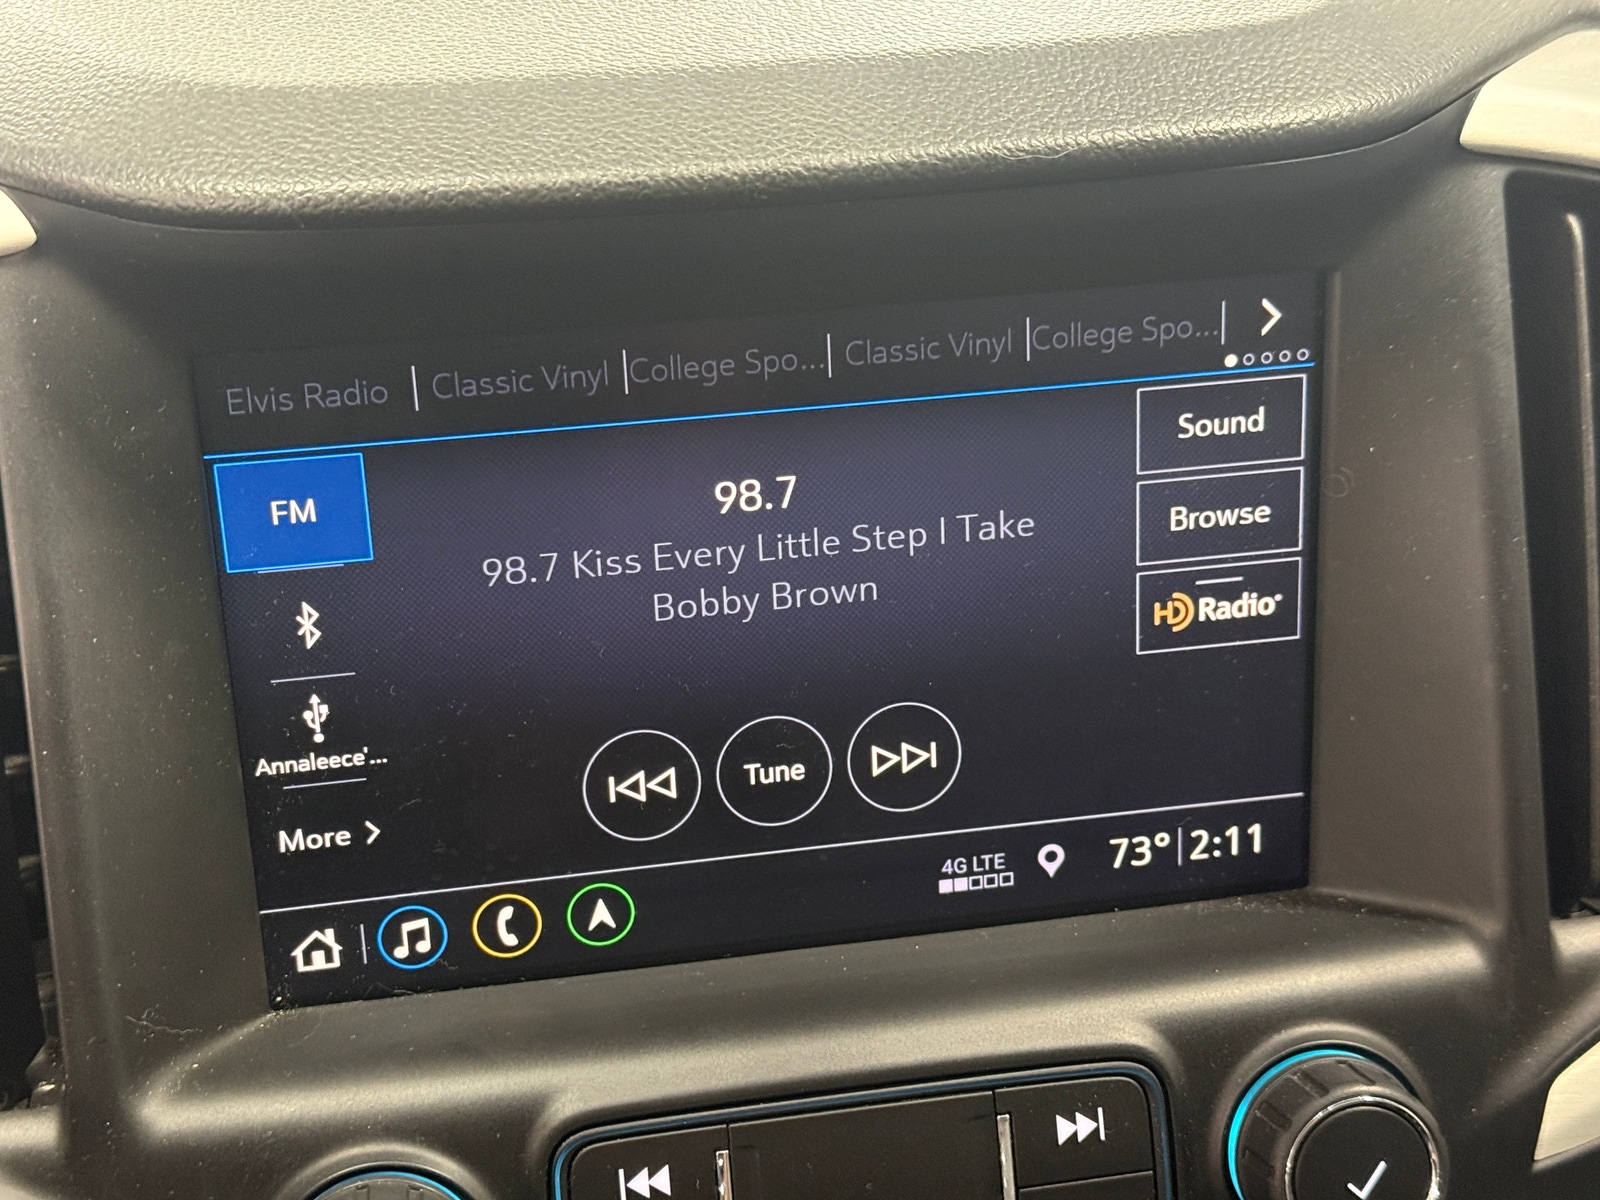 Elvis Radio | Classic Vinyl | College Spo... | Classic Vinyl | College Spo... |
FM
98.7
98.7 Kiss Every Little Step I Take
Bobby Brown
Sound
Browse
HD Radio
Annaleece'...
More
Tune
4G LTE
73° | 2:11